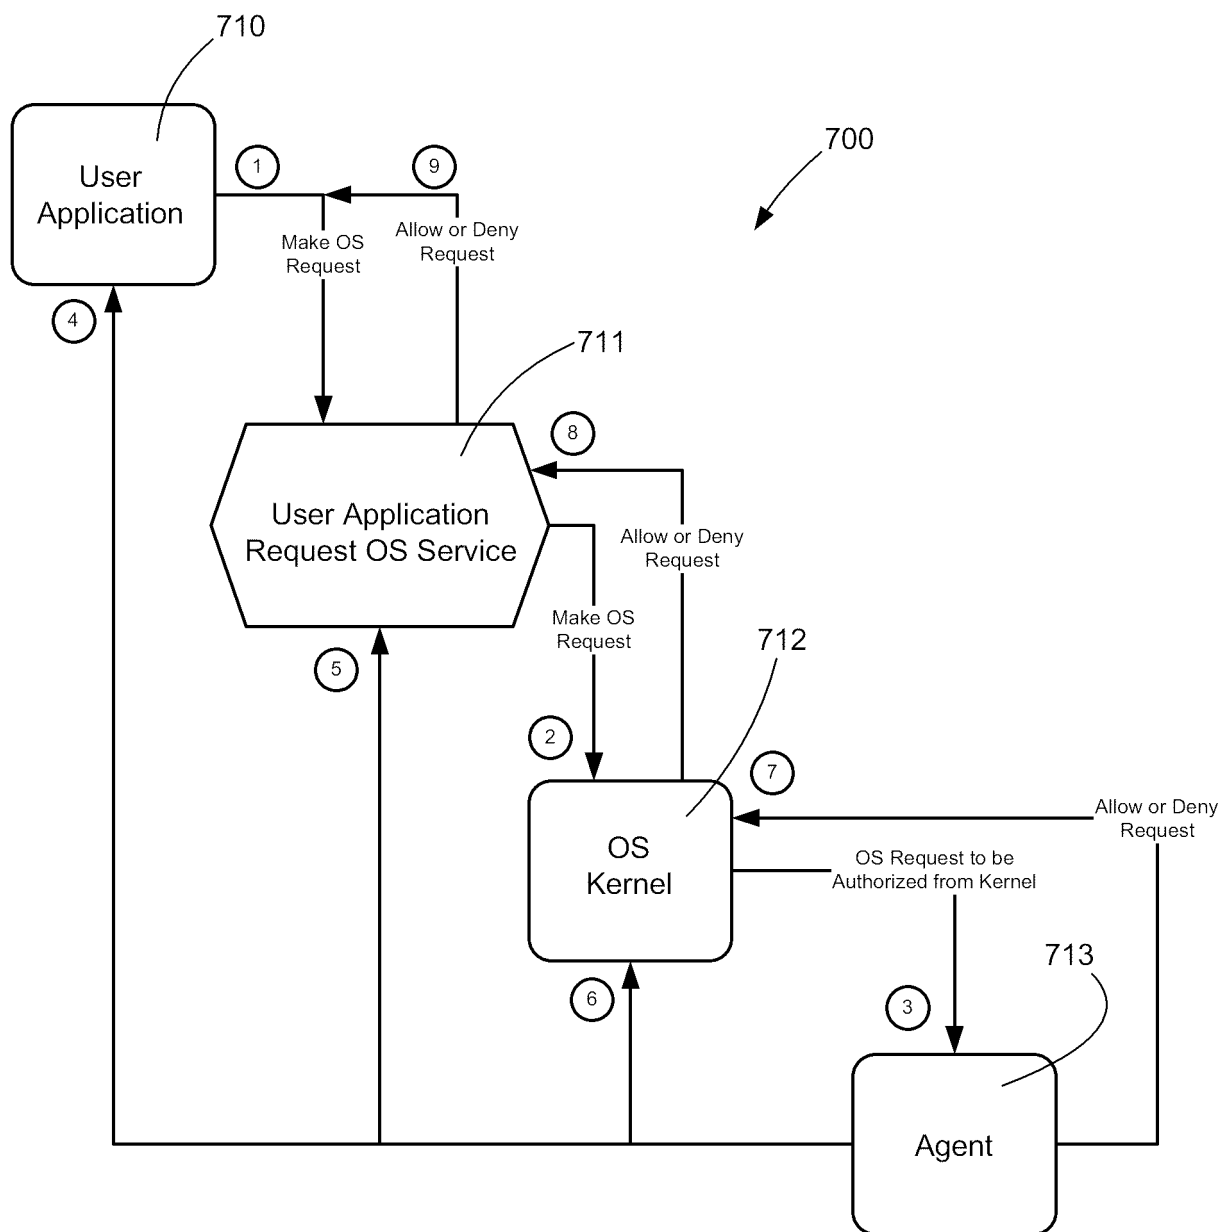 710
700
User
Application
1
9
Make OS
Request
Allow or Deny
Request
4
711
8
User Application
Request OS Service
Allow or Deny
Request
Make OS
Request
5
712
2
7
Allow or Deny
Request
OS
Kernel
OS Request to be
Authorized from Kernel
713
6
3
Agent